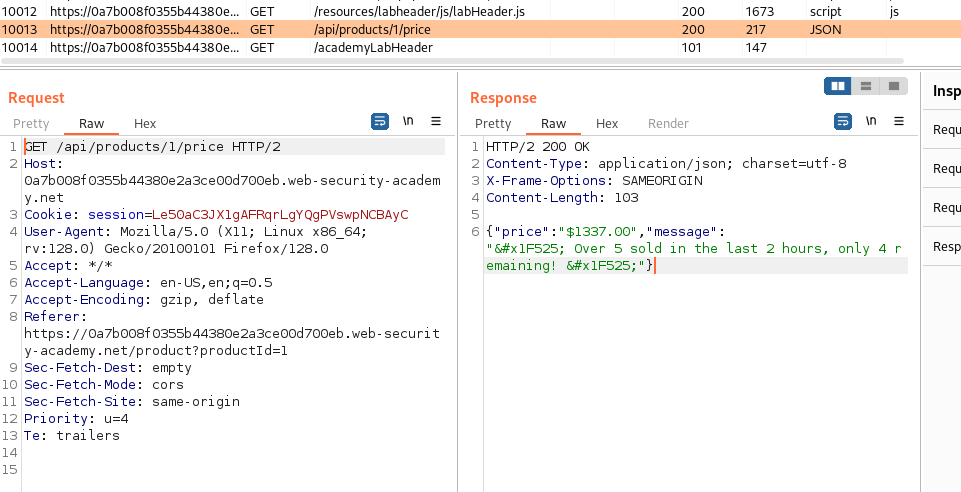 10012 https://0a7b008f0355b44380e... GET /resources/labheader/js/labHeader.js 200 1673 script js
10013 https://0a7b008f0355b44380e... GET /api/products/1/price 200 217 JSON
10014 https://0a7b008f0355b44380e... GET /academyLabHeader 101 147
Request
Pretty Raw Hex \n
1 GET /api/products/1/price HTTP/2
2 Host:
0a7b008f0355b44380e2a3ce00d700eb.web-security-academ
y.net
3 Cookie: session=Le50aC3JX1gAFRqrLgYQgPVswpNCBAyC
4 User-Agent: Mozilla/5.0 (X11; Linux x86_64;
rv:128.0) Gecko/20100101 Firefox/128.0
5 Accept: */*
6 Accept-Language: en-US,en;q=0.5
7 Accept-Encoding: gzip, deflate
8 Referer:
https://0a7b008f0355b44380e2a3ce00d700eb.web-securit
y-academy.net/product?productId=1
9 Sec-Fetch-Dest: empty
10 Sec-Fetch-Mode: cors
11 Sec-Fetch-Site: same-origin
12 Priority: u=4
13 Te: trailers
14
15
Response
Pretty Raw Hex Render \n
1 HTTP/2 200 OK
2 Content-Type: application/json; charset=utf-8
3 X-Frame-Options: SAMEORIGIN
4 Content-Length: 103
5
6 {"price":"$1337.00","message":
"&#x1F525; Over 5 sold in the last 2 hours, only 4 r
emaining! &#x1F525;"}
Insp
Requ
Requ
Requ
Resp